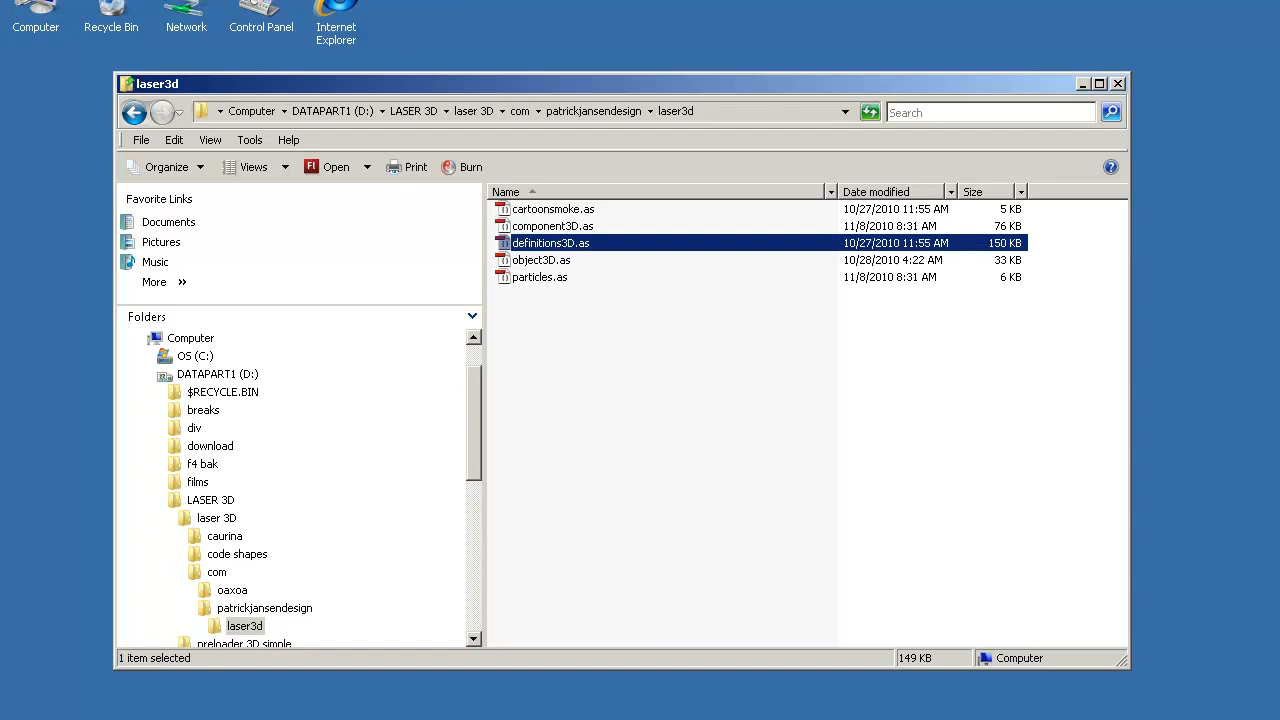 Computer
Recycle Bin
Network
Control Panel
Internet Explorer
laser3d
Computer DATAPART1 (D:) LASER 3D laser 3D com patrickjansendesign laser3d
Search
File Edit View Tools Help
Organize Views Open Print Burn
Favorite Links
Documents
Pictures
Music
More »
Folders
Computer
OS (C:)
DATAPART1 (D:)
$RECYCLE.BIN
breaks
div
download
f4 bak
films
LASER 3D
laser 3D
caurina
code shapes
com
oaxoa
patrickjansendesign
laser3d
preloader 3D simple
Name Date modified Size
cartoonsmoke.as 10/27/2010 11:55 AM 5 KB
component3D.as 11/8/2010 8:31 AM 76 KB
definitions3D.as 10/27/2010 11:55 AM 150 KB
object3D.as 10/28/2010 4:22 AM 33 KB
particles.as 11/8/2010 8:31 AM 6 KB
1 item selected 149 KB Computer